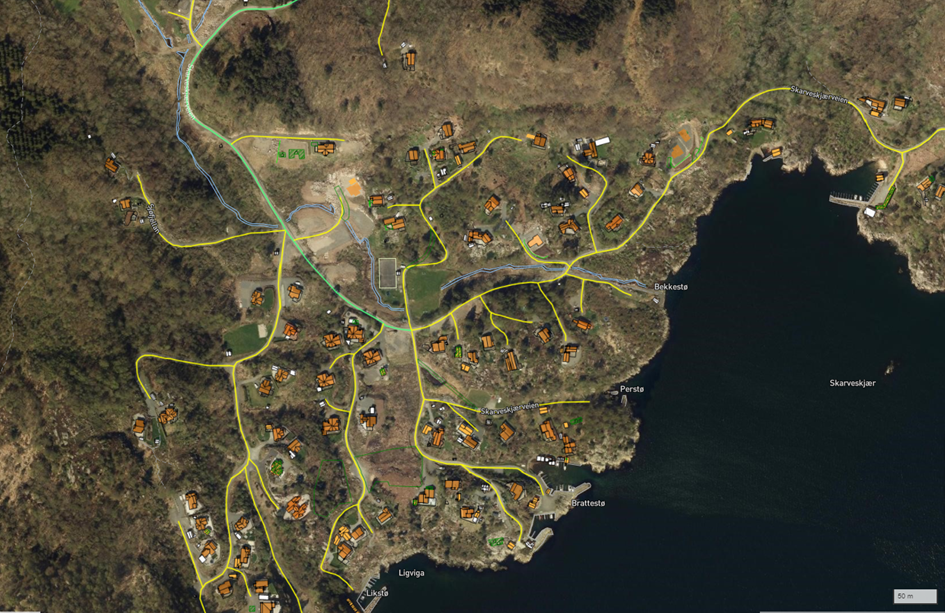 Skarveskjærveien
Bekkestø
Skarveskjær
Perstø
Skarveskjærveien
Brattestø
Ligviga
Likstø
50 m